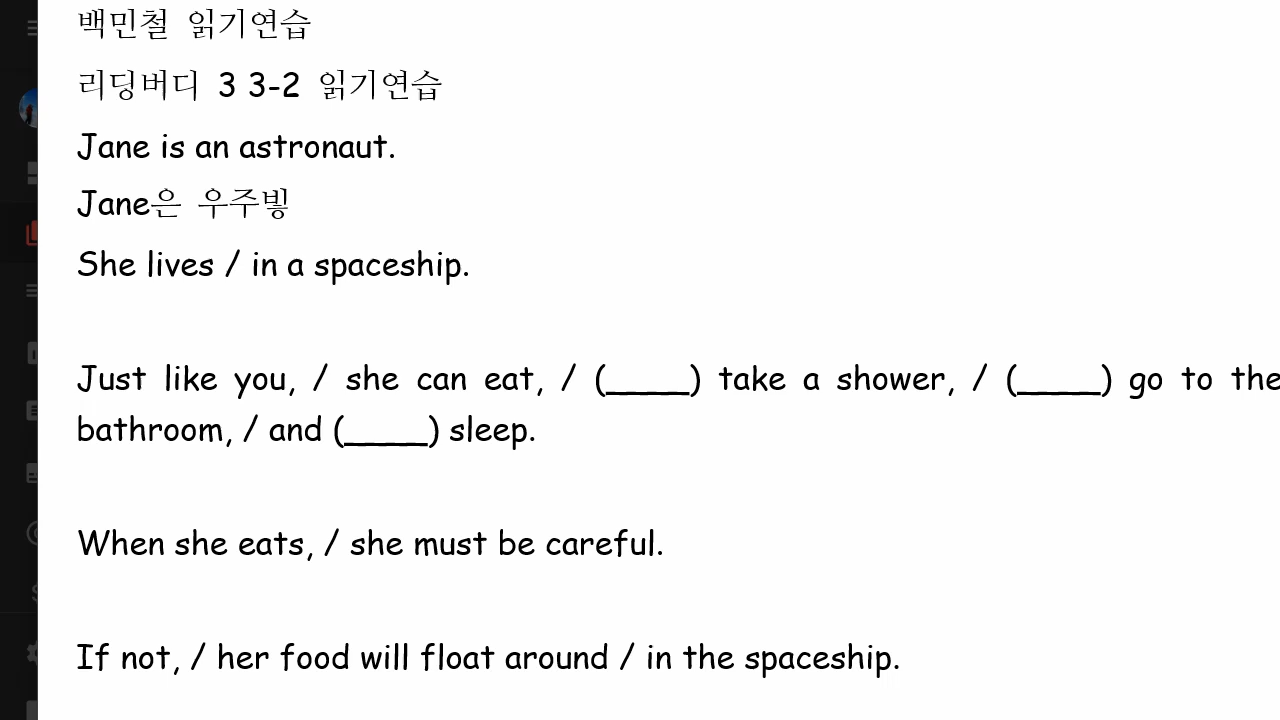 백민철 읽기연습
리딩버디 3 3-2 읽기연습
Jane is an astronaut.
Jane은 우주빟
She lives / in a spaceship.
Just like you, / she can eat, / (____) take a shower, / (____) go to the
bathroom, / and (____) sleep.
When she eats, / she must be careful.
If not, / her food will float around / in the spaceship.